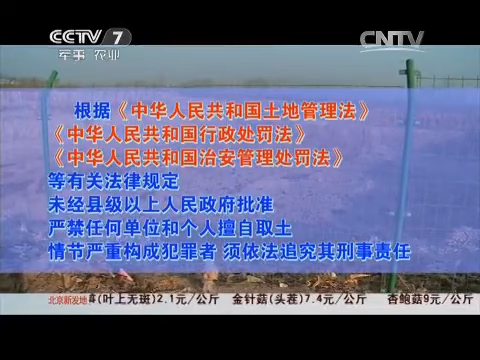 CCTV 7
军事 农业
CNTV
根据《中华人民共和国土地管理法》
《中华人民共和国行政处罚法》
《中华人民共和国治安管理处罚法》
等有关法律规定
未经县级以上人民政府批准
严禁任何单位和个人擅自取土
情节严重构成犯罪者 须依法追究其刑事责任
北京新发地 (叶上无斑)2.1元/公斤 金针菇(头茬)7.4元/公斤 杏鲍菇9元/公斤